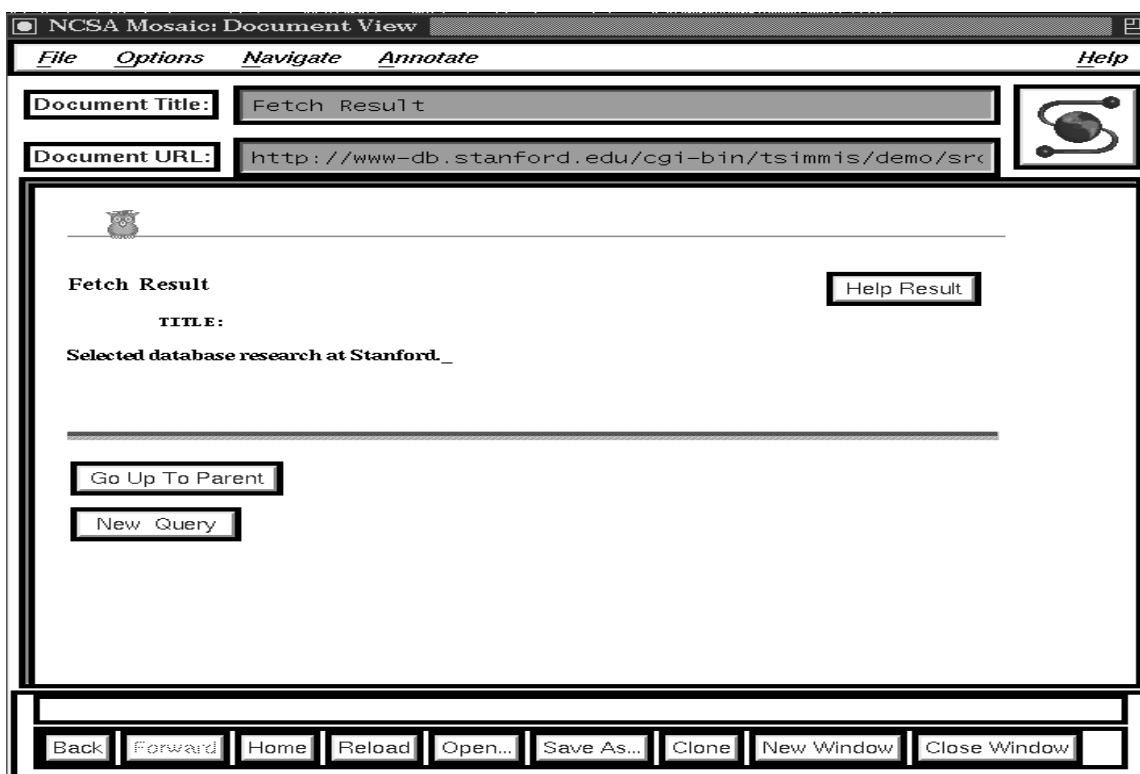 NCSA Mosaic: Document View
File Options Navigate Annotate Help
Document Title: Fetch Result
Document URL: http://www-db.stanford.edu/cgi-bin/tsimmis/demo/src
Fetch Result
Help Result
TITLE:
Selected database research at Stanford._
Go Up To Parent
New Query
Back Forward Home Reload Open... Save As... Clone New Window Close Window